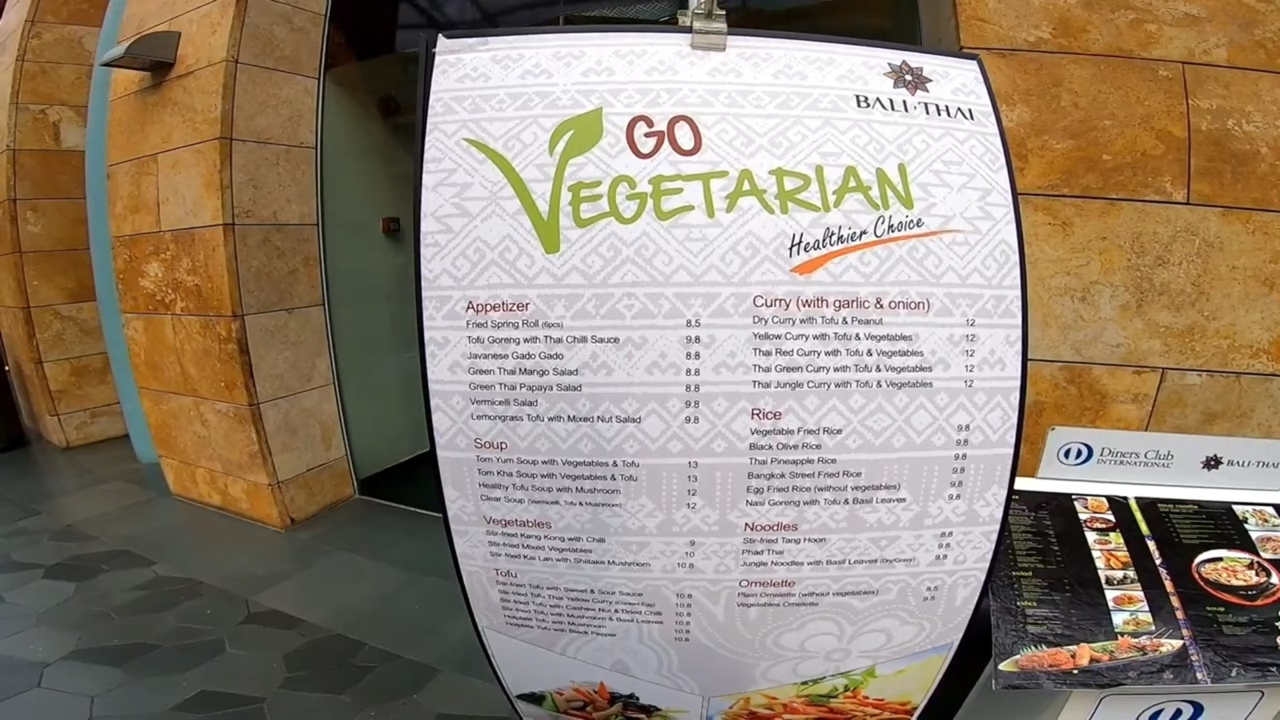 BALI·THAI
GO
VEGETARIAN
Healthier Choice
Appetizer
Fried Spring Roll (6pcs) 8.5
Tofu Goreng with Thai Chilli Sauce 9.8
Javanese Gado Gado 8.8
Green Thai Mango Salad 8.8
Green Thai Papaya Salad 8.8
Vermicelli Salad 9.8
Lemongrass Tofu with Mixed Nut Salad 9.8
Soup
Tom Yum Soup with Vegetables & Tofu 13
Tom Kha Soup with Vegetables & Tofu 13
Healthy Tofu Soup with Mushroom 12
Clear Soup (Vermicelli, Tofu & Mushroom) 12
Vegetables
Stir-fried Kang Kong with Chilli 9
Stir-fried Mixed Vegetables 10
Stir-fried Kai Lan with Shiitake Mushroom 10.8
Tofu
Stir-fried Tofu with Sweet & Sour Sauce 10.8
Stir-fried Tofu Thai Yellow Curry (Contain Egg) 10.8
Stir-fried Tofu with Cashew Nut & Dried Chilli 10.8
Stir-fried Tofu with Mushroom & Basil Leaves 10.8
Hotplate Tofu with Mushroom 10.8
Hotplate Tofu with Black Pepper 10.8
Curry (with garlic & onion)
Dry Curry with Tofu & Peanut 12
Yellow Curry with Tofu & Vegetables 12
Thai Red Curry with Tofu & Vegetables 12
Thai Green Curry with Tofu & Vegetables 12
Thai Jungle Curry with Tofu & Vegetables 12
Rice
Vegetable Fried Rice 9.8
Black Olive Rice 9.8
Thai Pineapple Rice 9.8
Bangkok Street Fried Rice 9.8
Egg Fried Rice (without vegetables) 9.8
Nasi Goreng with Tofu & Basil Leaves 9.8
Noodles
Stir-fried Tang Hoon 8.8
Phad Thai 9.8
Jungle Noodles with Basil Leaves (Dry/Gravy) 9.8
Omelette
Plain Omelette (without vegetables) 8.5
Vegetables Omelette 9.5
Diners Club
INTERNATIONAL
BALI·THAI
soup